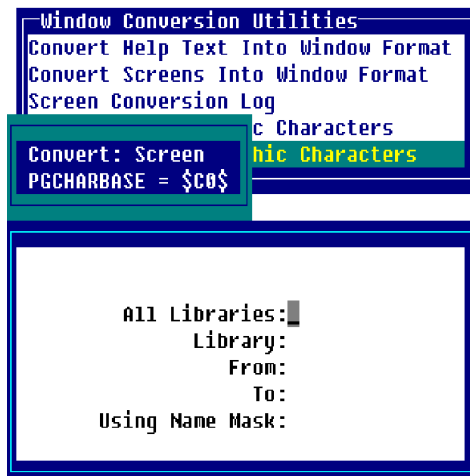 Window Conversion Utilities
Convert Help Text Into Window Format
Convert Screens Into Window Format
Screen Conversion Log
c Characters
hic Characters
Convert: Screen
PGCHARBASE = $C0$
All Libraries:
Library:
From:
To:
Using Name Mask: